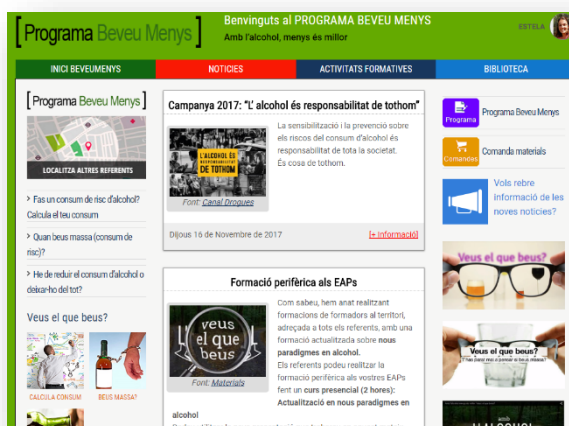 [Programa Beveu Menys]
Benvinguts al PROGRAMA BEVEU MENYS
Amb l'alcohol, menys és millor
ESTELA
INICI BEVEUMENYS
NOTICIES
ACTIVITATS FORMATIVES
BIBLIOTECA
[Programa Beveu Menys]
LOCALITZA ALTRES REFERENTS
> Fas un consum de risc d'alcohol?
Calcula el teu consum
> Quan beus massa (consum de
risc)?
> He de reduir el consum d'alcohol o
deixar-ho del tot?
Veus el que beus?
CALCULA CONSUM
BEUS MASSA?
Campanya 2017: "L' alcohol és responsabilitat de tothom"
L'ALCOHOL ÉS
RESPONSABILITAT
DE TOTHOM
Font: Canal Drogues
La sensibilització i la prevenció sobre
els riscos del consum d'alcohol és
responsabilitat de tota la societat.
És cosa de tothom.
Dijous 16 de Novembre de 2017
[+ Informació]
Formació perifèrica als EAPs
veus
el que
beus
Font: Materials
Com sabeu, hem anat realitzant
formacions de formadors al territori,
adreçada a tots els referents, amb una
formació actualitzada sobre nous
paradigmes en alcohol.
Els referents podeu realitzar la
formació perifèrica als vostres EAPs
fent un curs presencial (2 hores):
Actualització en nous paradigmes en
alcohol
Programa
Programa Beveu Menys
Comandes
Comanda materials
Vols rebre
informació de les
noves noticies?
Veus el que beus?
Veus el que beus?
amb